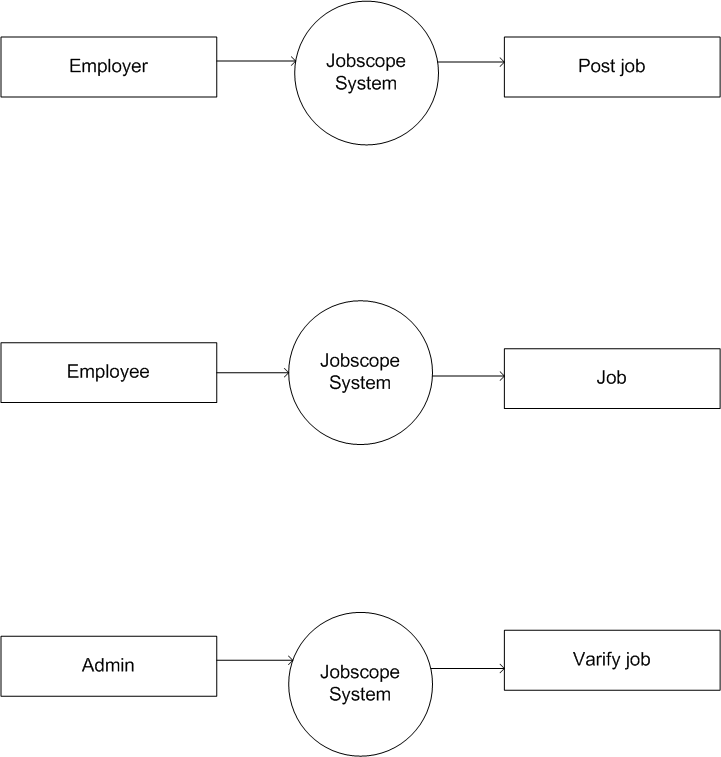 Employer
Jobscope
System
Post job
Employee
Jobscope
System
Job
Admin
Jobscope
System
Varify job